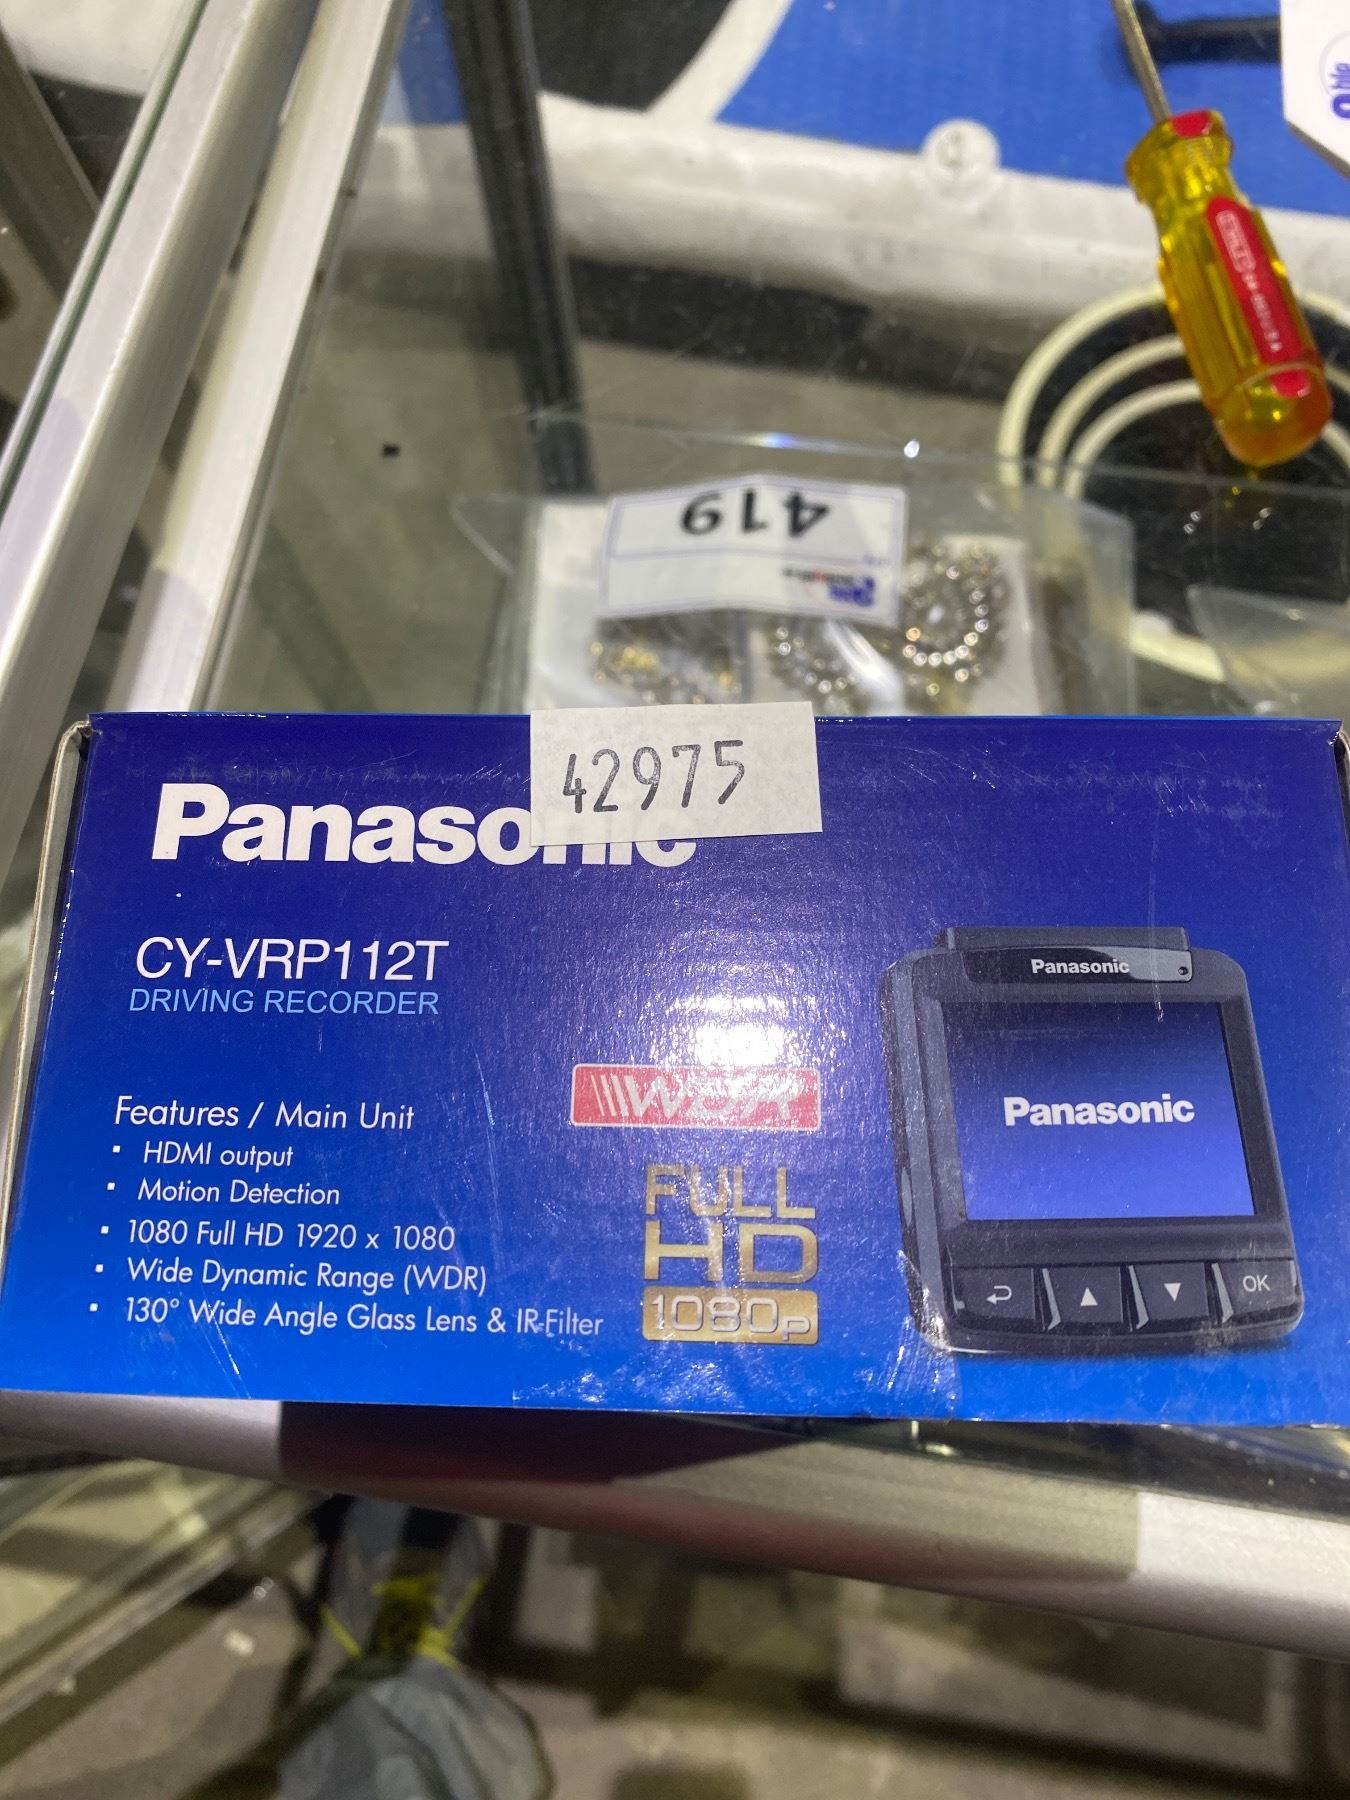 419
42975
Panasonic
CY-VRP112T
DRIVING RECORDER
Features / Main Unit
· HDMI output
· Motion Detection
· 1080 Full HD 1920 x 1080
· Wide Dynamic Range (WDR)
· 130° Wide Angle Glass Lens & IR-Filter
WDR
FULL
HD
1080p
Panasonic
Panasonic
OK